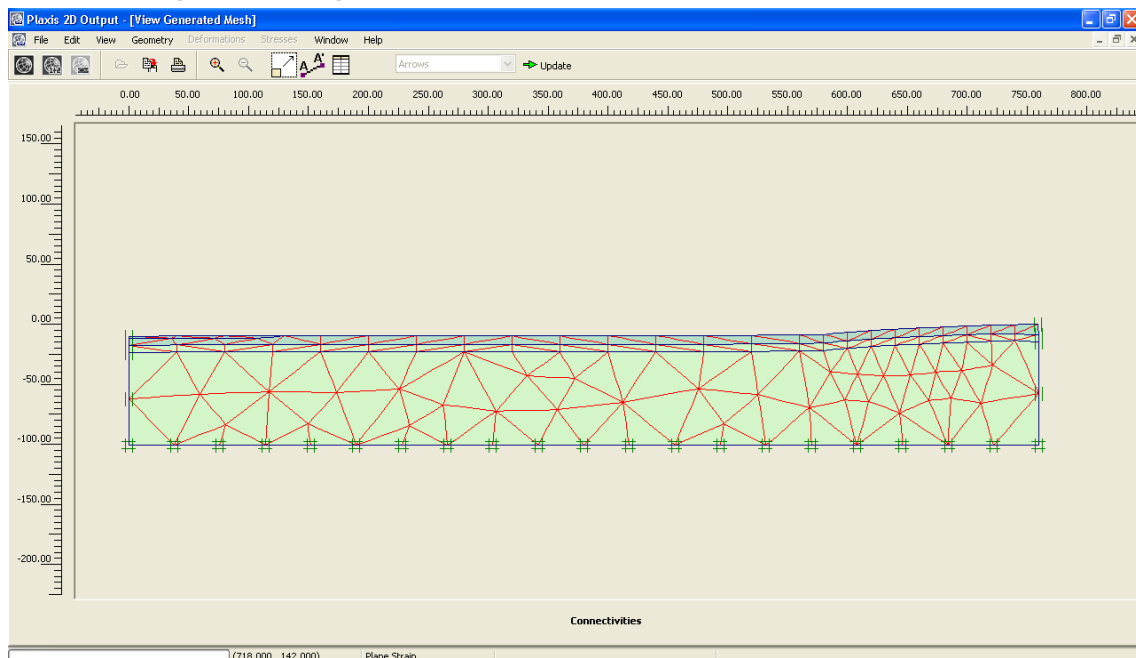 Plaxis 2D Output - [View Generated Mesh]
File Edit View Geometry Deformations Stresses Window Help
Arrows Update
0.00 50.00 100.00 150.00 200.00 250.00 300.00 350.00 400.00 450.00 500.00 550.00 600.00 650.00 700.00 750.00 800.00
150.00
100.00
50.00
0.00
-50.00
-100.00
-150.00
-200.00
A A'
Connectivities
(718.000 , 142.000) Plane Strain